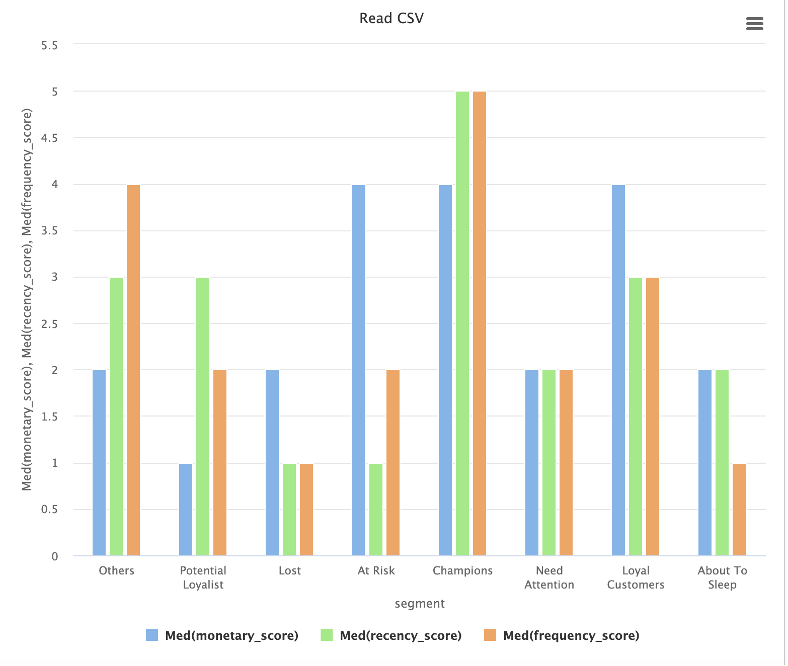 Read CSV
Med(monetary_score), Med(recency_score), Med(frequency_score)
5.5
5
4.5
4
3.5
3
2.5
2
1.5
1
0.5
0
Others
Potential
Loyalist
Lost
At Risk
Champions
Need
Attention
Loyal
Customers
About To
Sleep
segment
Med(monetary_score) Med(recency_score) Med(frequency_score)